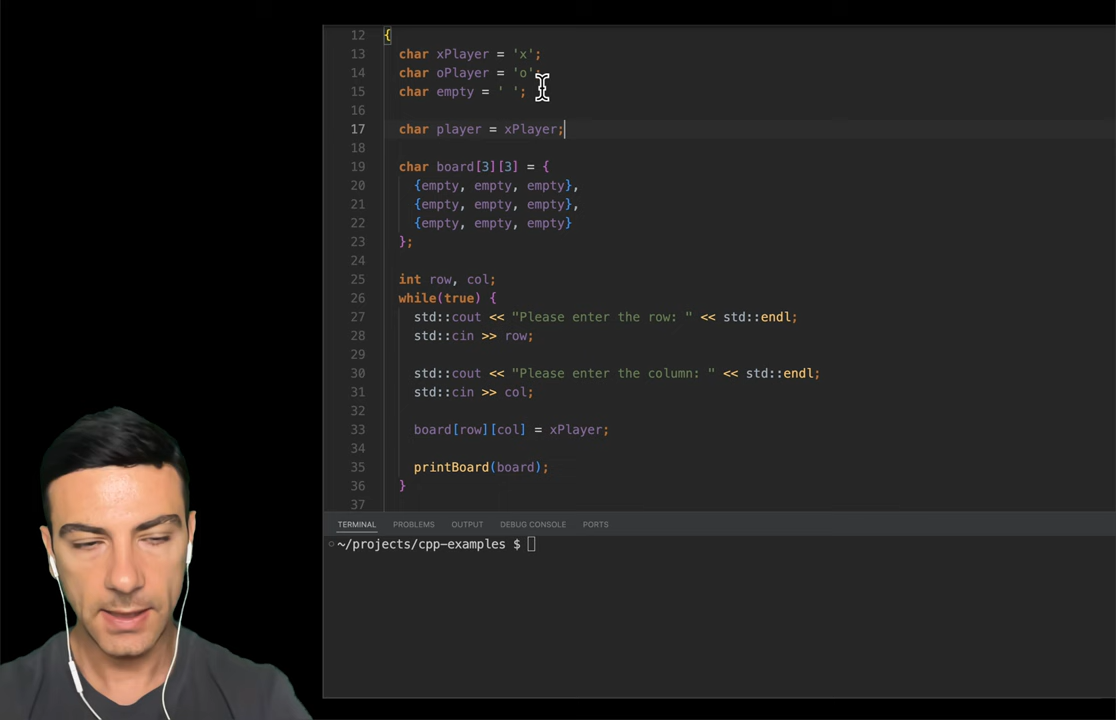 12 {
13 char xPlayer = 'x';
14 char oPlayer = 'o';
15 char empty = ' ';
16
17 char player = xPlayer;
18
19 char board[3][3] = {
20 {empty, empty, empty},
21 {empty, empty, empty},
22 {empty, empty, empty}
23 };
24
25 int row, col;
26 while(true) {
27 std::cout << "Please enter the row: " << std::endl;
28 std::cin >> row;
29
30 std::cout << "Please enter the column: " << std::endl;
31 std::cin >> col;
32
33 board[row][col] = xPlayer;
34
35 printBoard(board);
36 }
37
TERMINAL PROBLEMS OUTPUT DEBUG CONSOLE PORTS
~/projects/cpp-examples $